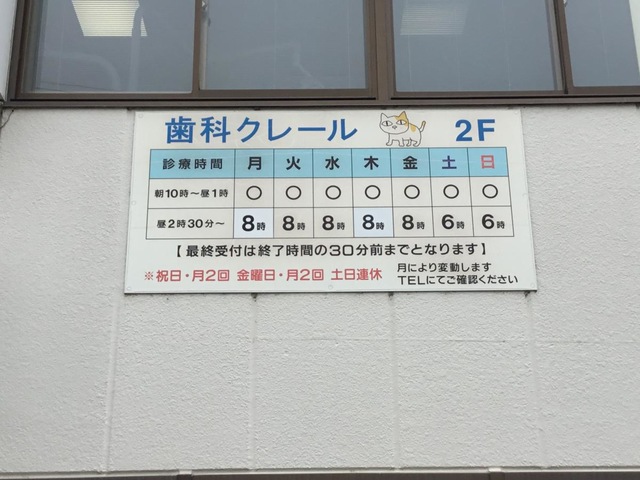 歯科クレール 2F
診療時間 月 火 水 木 金 土 日
朝10時〜昼1時 ○ ○ ○ ○ ○ ○ ○
昼2時30分〜 8時 8時 8時 8時 8時 6時 6時
【最終受付は終了時間の30分前までとなります】
※祝日・月2回 金曜日・月2回 土日連休
月により変動します
TELにてご確認ください